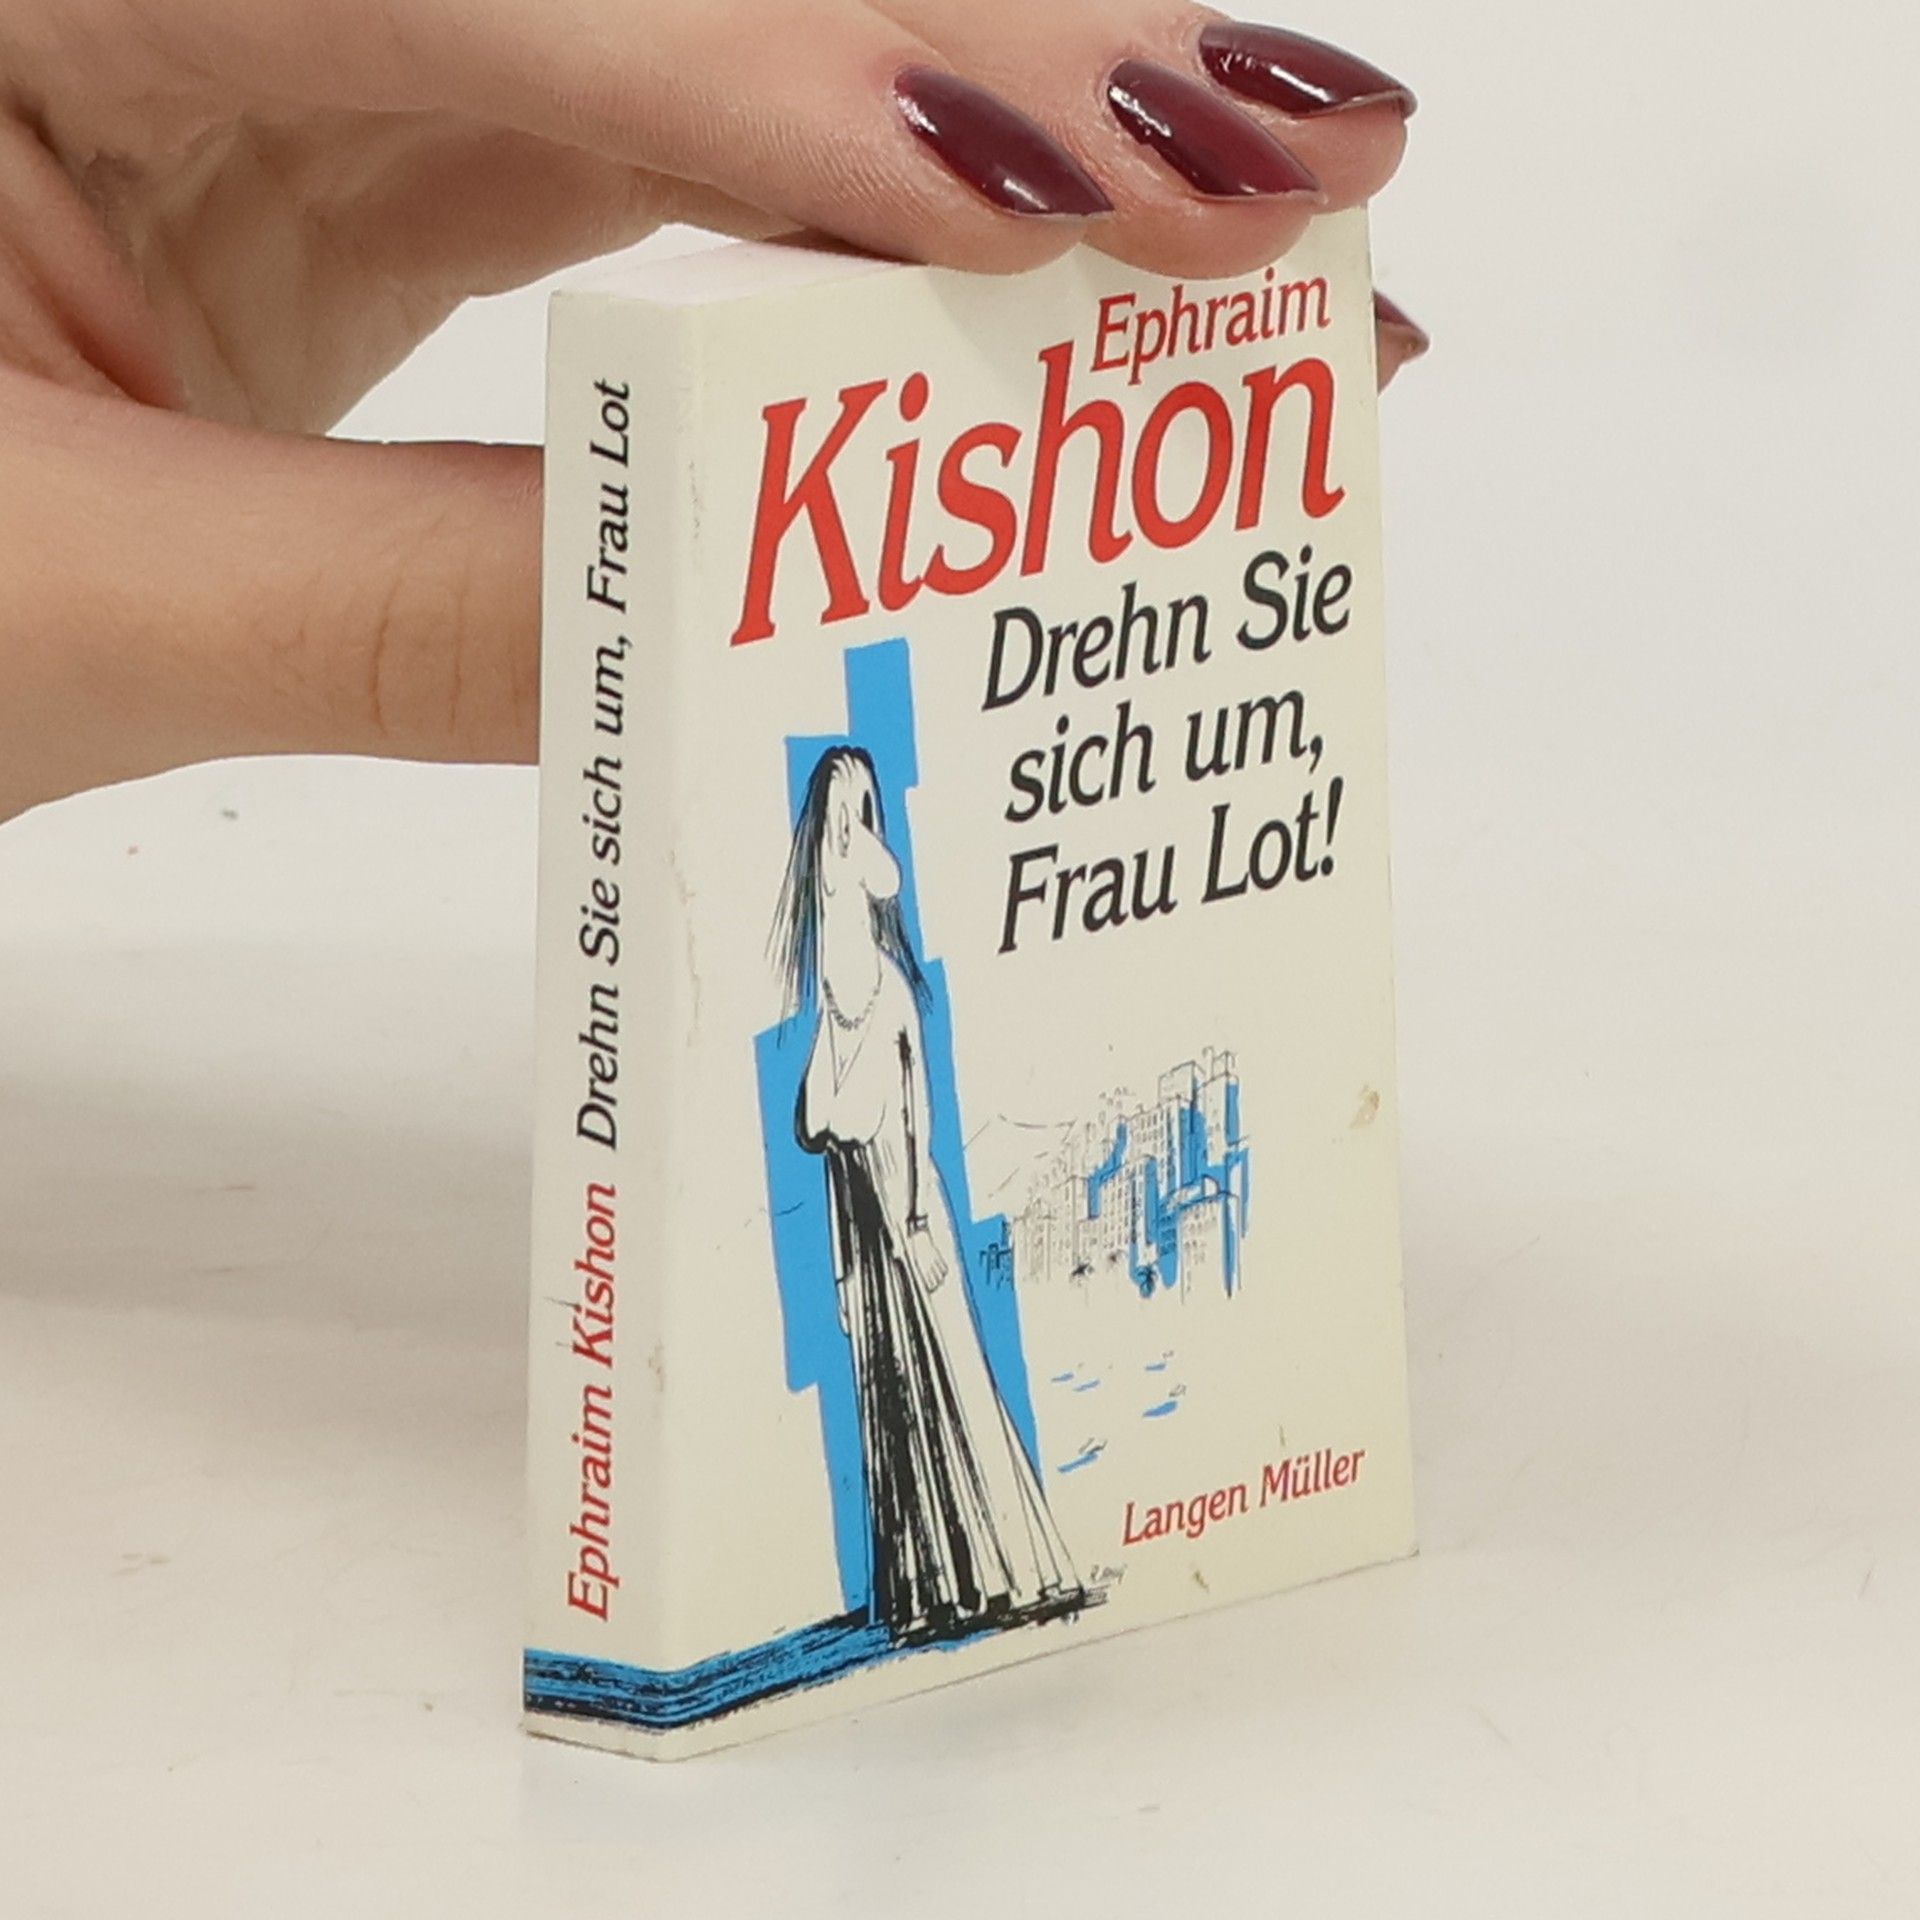 Ephraim Kishon Drehn Sie sich um, Frau Lot
Ephraim
Kishon
Drehn Sie
sich um,
Frau Lot!
Langen Müller